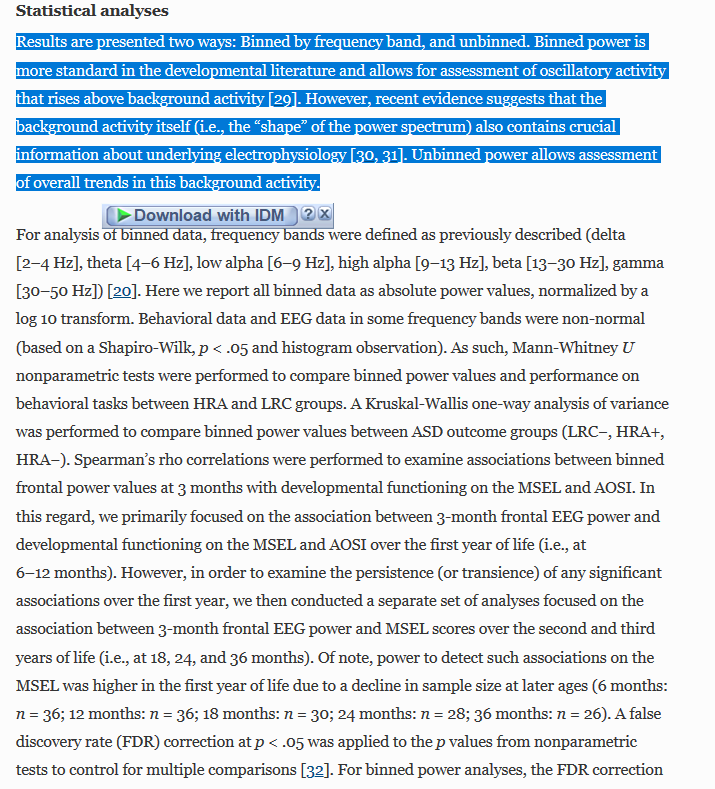 Statistical analyses
Results are presented two ways: Binned by frequency band, and unbinned. Binned power is
more standard in the developmental literature and allows for assessment of oscillatory activity
that rises above background activity [29]. However, recent evidence suggests that the
background activity itself (i.e., the “shape” of the power spectrum) also contains crucial
information about underlying electrophysiology [30, 31]. Unbinned power allows assessment
of overall trends in this background activity.
Download with IDM ? x
For analysis of binned data, frequency bands were defined as previously described (delta
[2–4 Hz], theta [4–6 Hz], low alpha [6–9 Hz], high alpha [9–13 Hz], beta [13–30 Hz], gamma
[30–50 Hz]) [20]. Here we report all binned data as absolute power values, normalized by a
log 10 transform. Behavioral data and EEG data in some frequency bands were non-normal
(based on a Shapiro-Wilk, p < .05 and histogram observation). As such, Mann-Whitney U
nonparametric tests were performed to compare binned power values and performance on
behavioral tasks between HRA and LRC groups. A Kruskal-Wallis one-way analysis of variance
was performed to compare binned power values between ASD outcome groups (LRC−, HRA+,
HRA−). Spearman’s rho correlations were performed to examine associations between binned
frontal power values at 3 months with developmental functioning on the MSEL and AOSI. In
this regard, we primarily focused on the association between 3-month frontal EEG power and
developmental functioning on the MSEL and AOSI over the first year of life (i.e., at
6–12 months). However, in order to examine the persistence (or transience) of any significant
associations over the first year, we then conducted a separate set of analyses focused on the
association between 3-month frontal EEG power and MSEL scores over the second and third
years of life (i.e., at 18, 24, and 36 months). Of note, power to detect such associations on the
MSEL was higher in the first year of life due to a decline in sample size at later ages (6 months:
n = 36; 12 months: n = 36; 18 months: n = 30; 24 months: n = 28; 36 months: n = 26). A false
discovery rate (FDR) correction at p < .05 was applied to the p values from nonparametric
tests to control for multiple comparisons [32]. For binned power analyses, the FDR correction